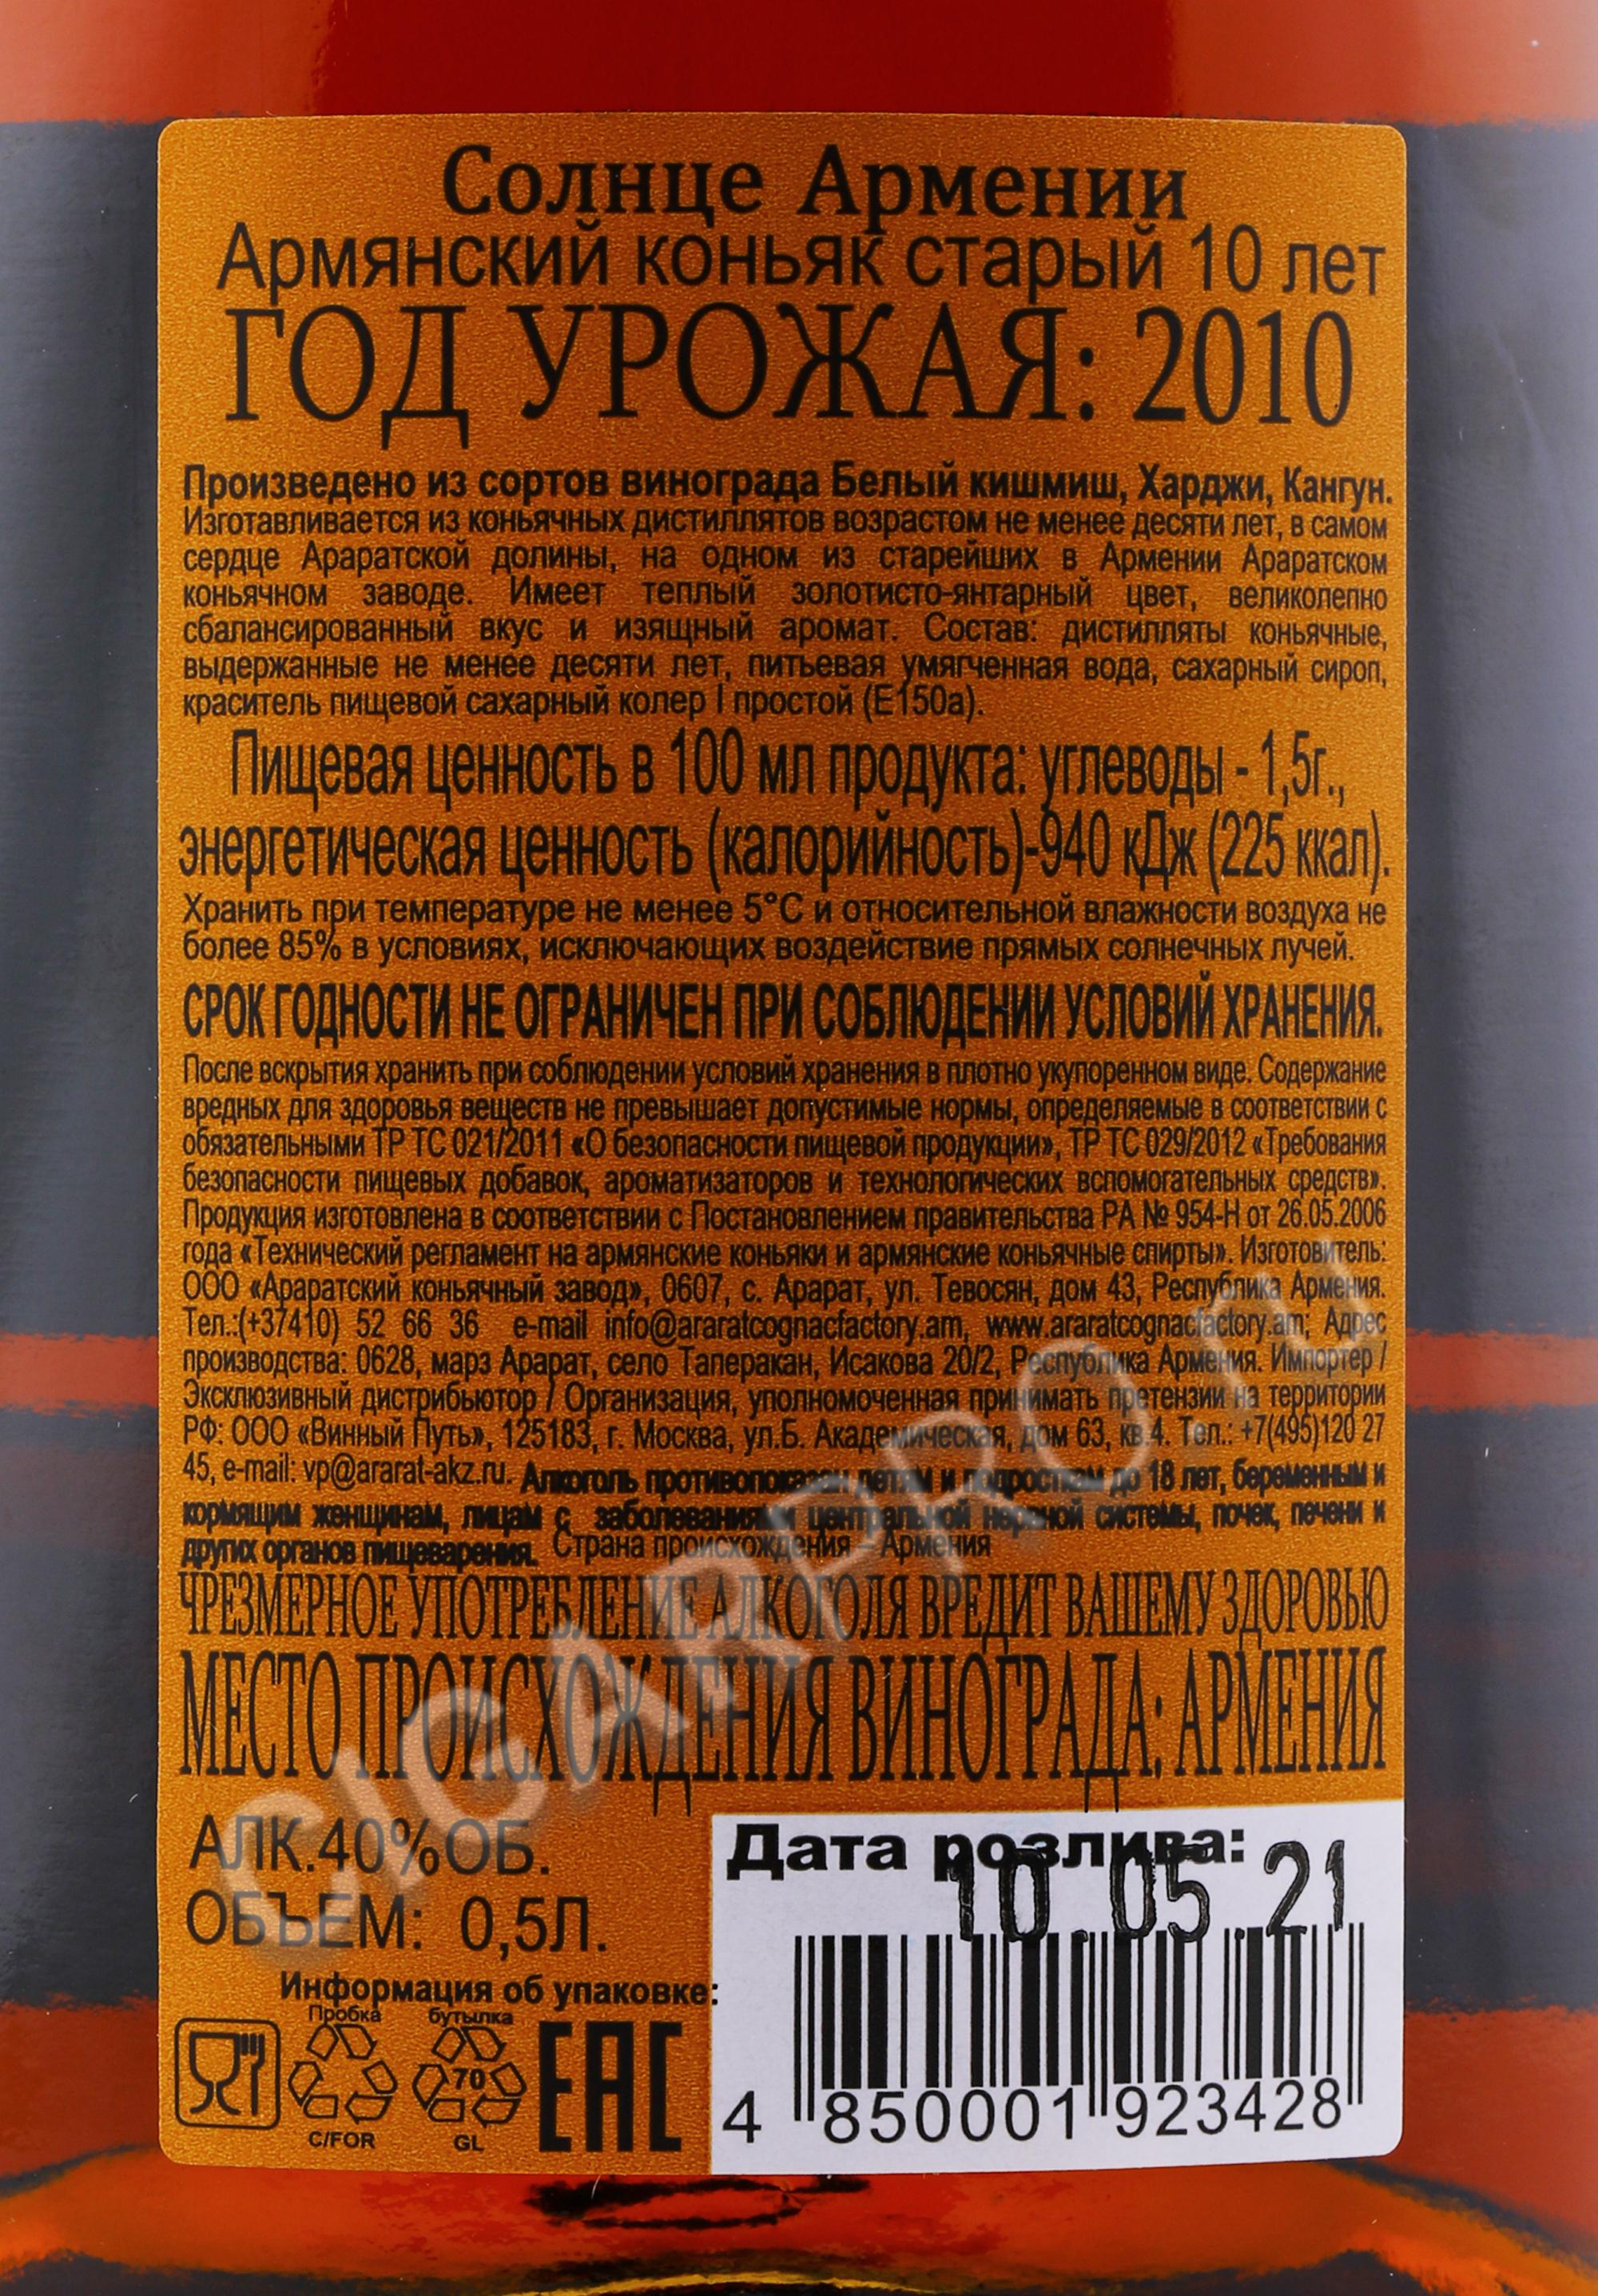 Солнце Армении
Армянский коньяк старый 10 лет
ГОД УРОЖАЯ: 2010
Произведено из сортов винограда Белый кишмиш, Харджи, Кангун.
Изготавливается из коньячных дистиллятов возрастом не менее десяти лет, в самом
сердце Араратской долины, на одном из старейших в Армении Араратском
коньячном заводе. Имеет теплый золотисто-янтарный цвет, великолепно
сбалансированный вкус и изящный аромат. Состав: дистилляты коньячные,
выдержанные не менее десяти лет, питьевая умягченная вода, сахарный сироп,
краситель пищевой сахарный колер I простой (Е150а).
Пищевая ценность в 100 мл продукта: углеводы - 1,5г.,
энергетическая ценность (калорийность)-940 кДж (225 ккал).
Хранить при температуре не менее 5°С и относительной влажности воздуха не
более 85% в условиях, исключающих воздействие прямых солнечных лучей.
СРОК ГОДНОСТИ НЕ ОГРАНИЧЕН ПРИ СОБЛЮДЕНИИ УСЛОВИЙ ХРАНЕНИЯ.
После вскрытия хранить при соблюдении условий хранения в плотно укупоренном виде. Содержание
вредных для здоровья веществ не превышает допустимые нормы, определяемые в соответствии с
обязательными ТР ТС 021/2011 «О безопасности пищевой продукции», ТР ТС 029/2012 «Требования
безопасности пищевых добавок, ароматизаторов и технологических вспомогательных средств».
Продукция изготовлена в соответствии с Постановлением правительства РА № 954-Н от 26.05.2006
года «Технический регламент на армянские коньяки и армянские коньячные спирты». Изготовитель:
ООО «Араратский коньячный завод», 0607, с. Арарат, ул. Тевосян, дом 43, Республика Армения.
Тел.:(+37410) 52 66 36 e-mail info@araratcognacfactory.am, www.araratcognacfactory.am; Адрес
производства: 0628, марз Арарат, село Таперакан, Исакова 20/2, Республика Армения. Импортер /
Эксклюзивный дистрибьютор / Организация, уполномоченная принимать претензии на территории
РФ: ООО «Винный Путь», 125183, г. Москва, ул.Б. Академическая, дом 63, кв 4. Тел.: +7(495)120 27
45, e-mail: vp@ararat-akz.ru. Алкоголь противопоказан детям и подросткам до 18 лет, беременным и
кормящим женщинам, лицам с заболеваниями центральной нервной системы, почек, печени и
других органов пищеварения. Страна происхождения – Армения
ЧРЕЗМЕРНОЕ УПОТРЕБЛЕНИЕ АЛКОГОЛЯ ВРЕДИТ ВАШЕМУ ЗДОРОВЬЮ
МЕСТО ПРОИСХОЖДЕНИЯ ВИНОГРАДА: АРМЕНИЯ
АЛК.40%ОБ.
ОБЪЕМ: 0,5Л.
Информация об упаковке:
Пробка бутылка
70
C/FOR GL
EAC
Дата розлива:
10.05.21
4 850001 923428
CIGARPRO.RU